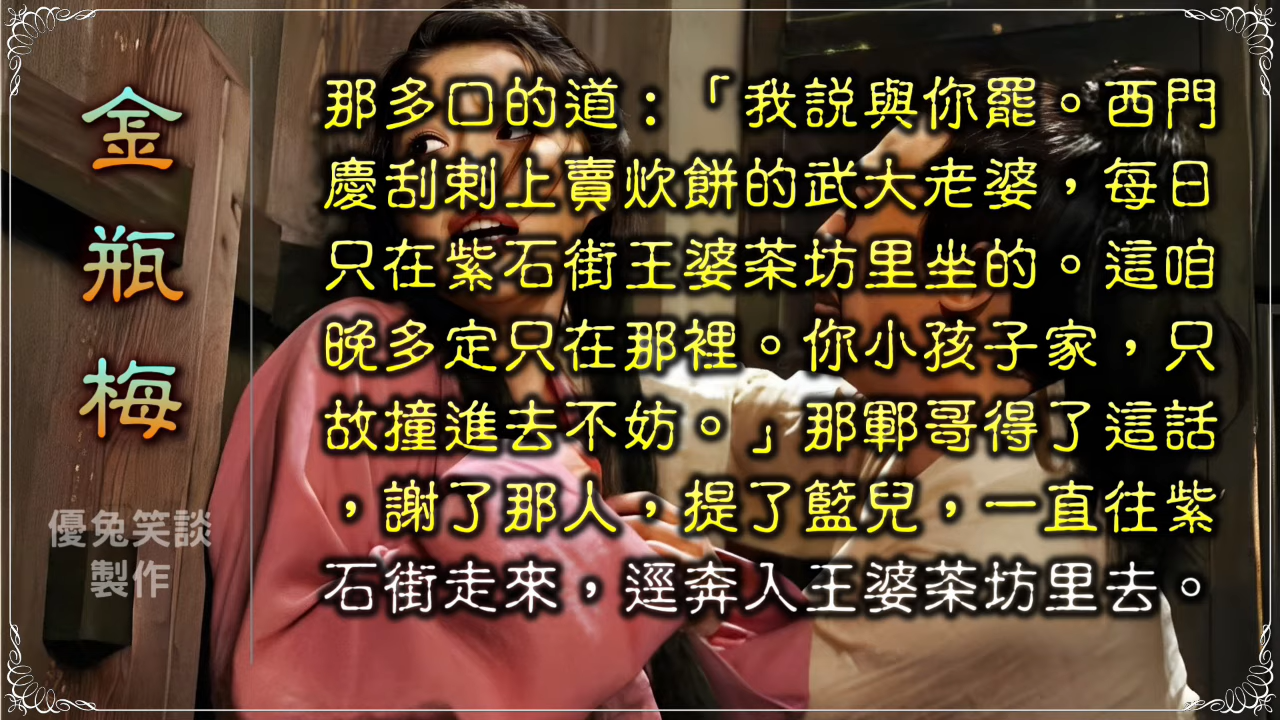 金瓶梅
優兔笑談
製作
那多口的道：「我説與你罷。西門
慶刮剌上賣炊餅的武大老婆，每日
只在紫石街王婆茶坊里坐的。這咱
晚多定只在那裡。你小孩子家，只
故撞進去不妨。」那鄆哥得了這話
，謝了那人，提了籃兒，一直往紫
石街走來，逕奔入王婆茶坊里去。